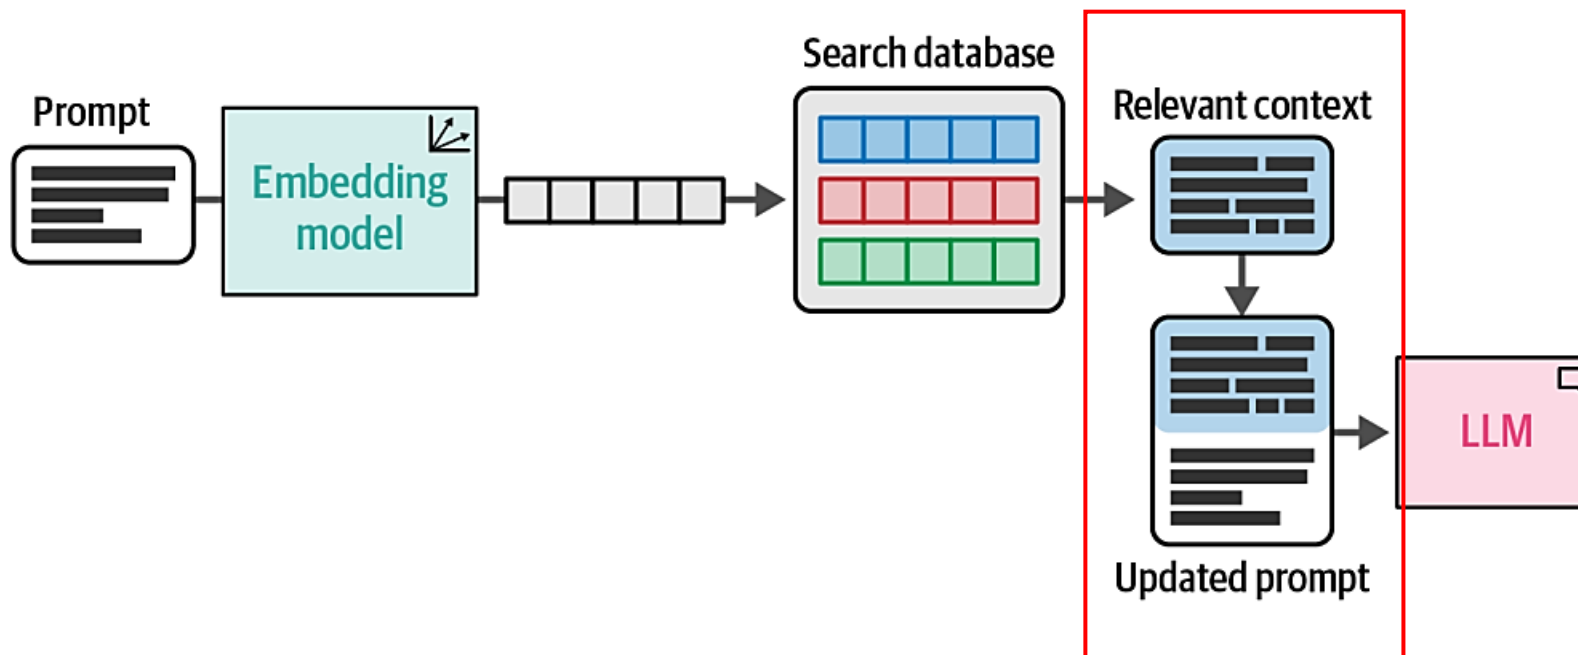 Prompt
Embedding
model
Search database
Relevant context
Updated prompt
LLM